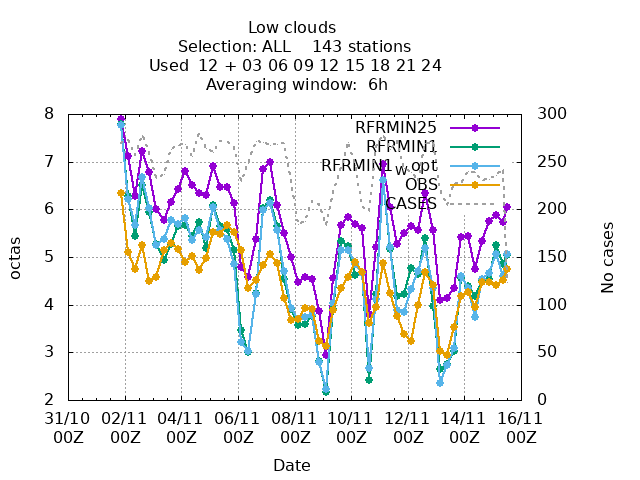 Low clouds
Selection: ALL    143 stations
Used  12 + 03 06 09 12 15 18 21 24
Averaging window:  6h
RFRMIN25
RFRMIN1
RFRMIN1_W_opt
OBS
CASES
8
7
6
5
4
3
2
octas
300
250
200
150
100
50
0
No cases
31/10 02/11 04/11 06/11 08/11 10/11 12/11 14/11 16/11
00Z 00Z 00Z 00Z 00Z 00Z 00Z 00Z 00Z
Date